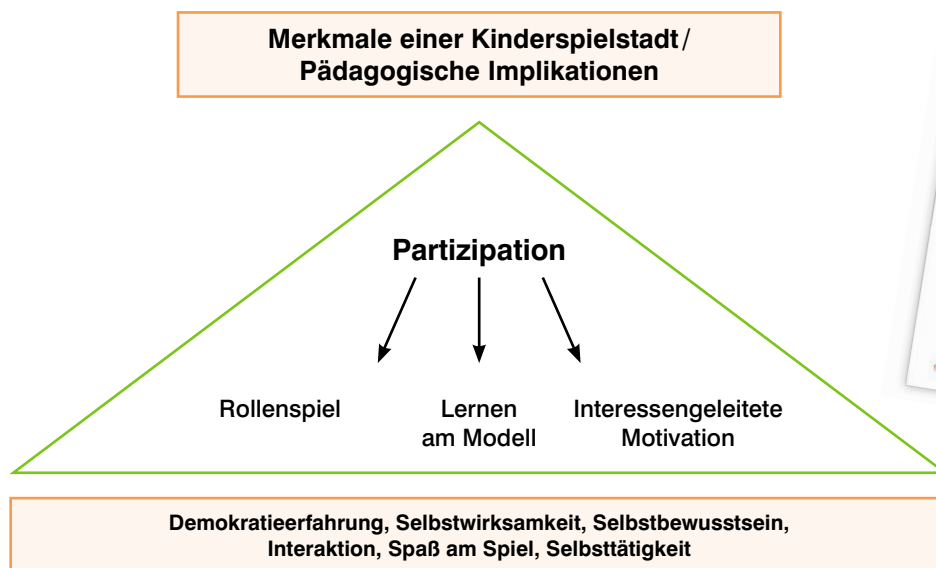 Merkmale einer Kinderspielstadt/
Pädagogische Implikationen
Partizipation
Rollenspiel
Lernen
am Modell
Interessengeleitete
Motivation
Demokratieerfahrung, Selbstwirksamkeit, Selbstbewusstsein,
Interaktion, Spaß am Spiel, Selbsttätigkeit